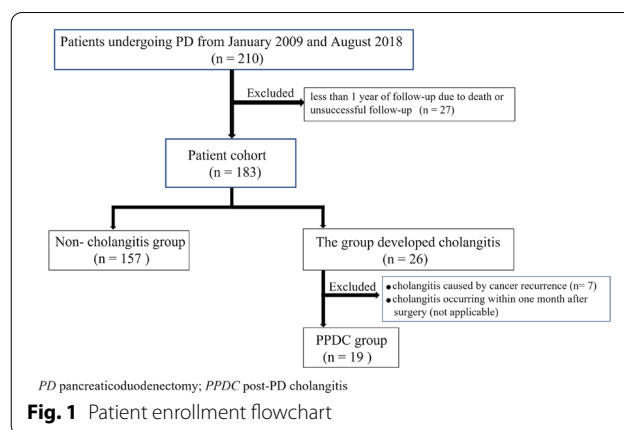 Patients undergoing PD from January 2009 and August 2018
(n = 210)
Excluded
less than 1 year of follow-up due to death or
unsuccessful follow-up (n = 27)
Patient cohort
(n = 183)
Non- cholangitis group
(n = 157 )
The group developed cholangitis
(n = 26)
Excluded
●cholangitis caused by cancer recurrence (n= 7)
●cholangitis occurring within one month after
surgery (not applicable)
PPDC group
(n = 19 )
PD pancreaticoduodenectomy; PPDC post-PD cholangitis
Fig. 1 Patient enrollment flowchart